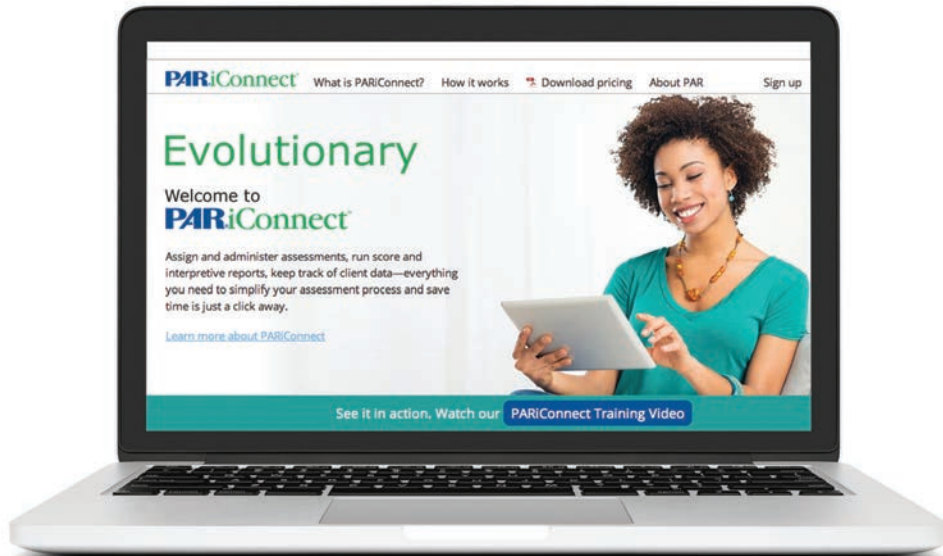 PARiConnect® What is PARiConnect? How it works Download pricing About PAR Sign up
Evolutionary
Welcome to
PARiConnect®
Assign and administer assessments, run score and
interpretive reports, keep track of client data—everything
you need to simplify your assessment process and save
time is just a click away.
Learn more about PARiConnect
See it in action. Watch our PARiConnect Training Video